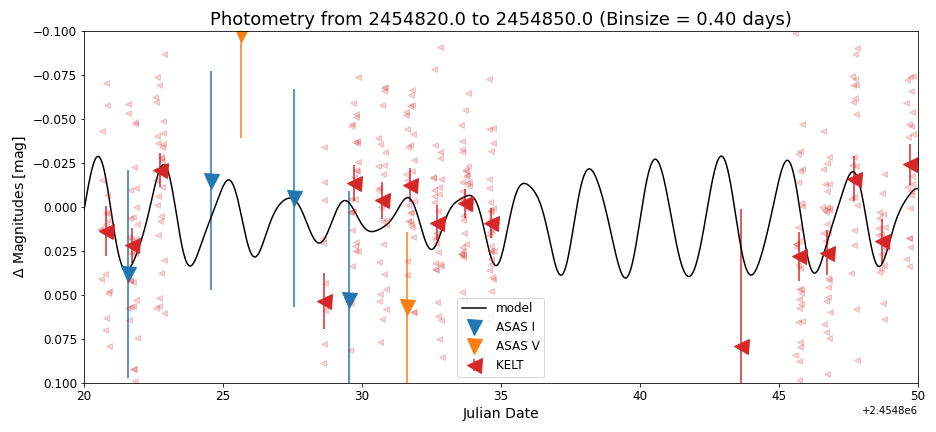 Photometry from 2454820.0 to 2454850.0 (Binsize = 0.40 days)
−0.100
−0.075
−0.050
−0.025
0.000
0.025
0.050
0.075
0.100
Δ Magnitudes [mag]
model
ASAS I
ASAS V
KELT
20 25 30 35 40 45 50
Julian Date
+2.4548e6